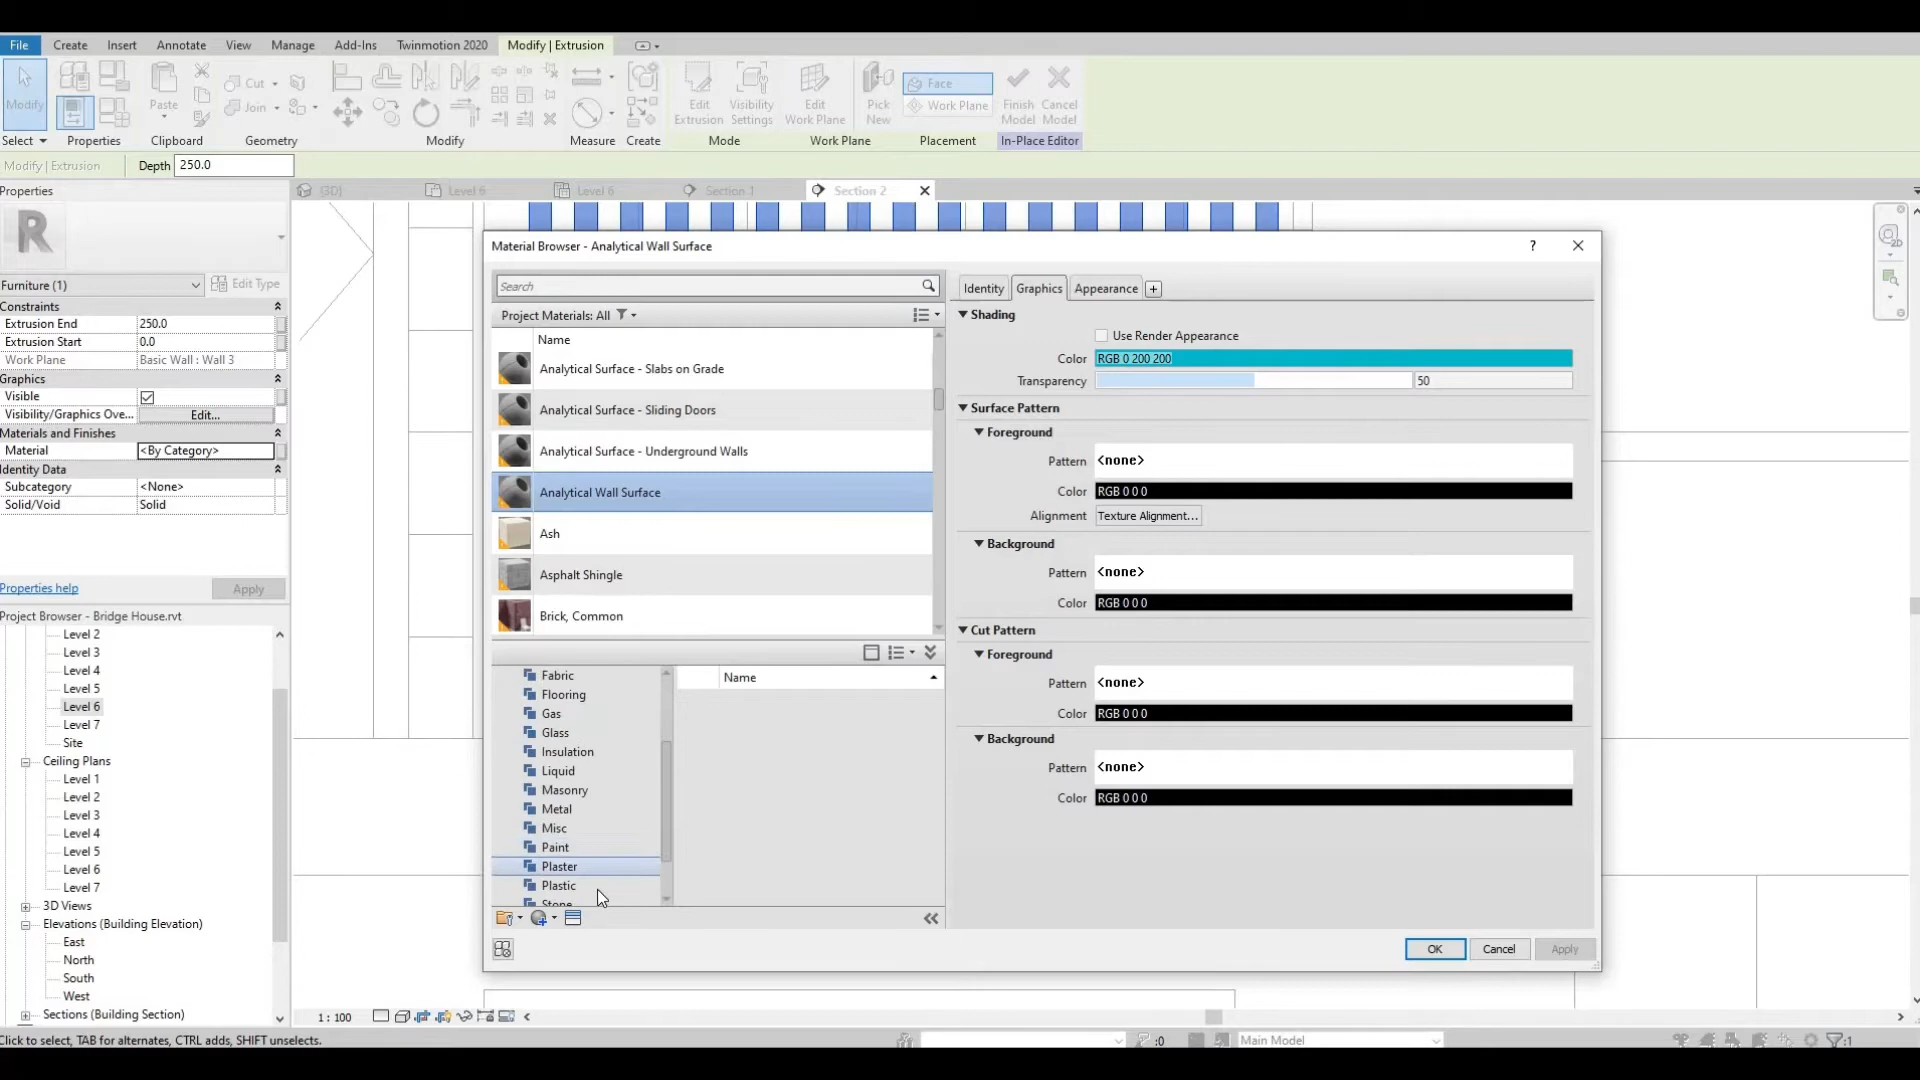 File Create Insert Annotate View Manage Add-Ins Twinmotion 2020 Modify | Extrusion
Modify Paste Cut Join Edit Extrusion Visibility Settings Edit Work Plane Pick New Face Work Plane Finish Model Cancel Model
Select Properties Clipboard Geometry Modify Measure Create Mode Work Plane Placement In-Place Editor
Modify | Extrusion Depth 250.0
Properties
{3D} Level 6 Level 6 Section 1 Section 2
R
Furniture (1) Edit Type
Constraints
Extrusion End 250.0
Extrusion Start 0.0
Work Plane Basic Wall : Wall 3
Graphics
Visible
Visibility/Graphics Ove... Edit...
Materials and Finishes
Material <By Category>
Identity Data
Subcategory <None>
Solid/Void Solid
Properties help Apply
Project Browser - Bridge House.rvt
Level 2
Level 3
Level 4
Level 5
Level 6
Level 7
Site
Ceiling Plans
Level 1
Level 2
Level 3
Level 4
Level 5
Level 6
Level 7
3D Views
Elevations (Building Elevation)
East
North
South
West
Sections (Building Section)
Material Browser - Analytical Wall Surface ?
Search
Project Materials: All
Name
Analytical Surface - Slabs on Grade
Analytical Surface - Sliding Doors
Analytical Surface - Underground Walls
Analytical Wall Surface
Ash
Asphalt Shingle
Brick, Common
Fabric
Flooring
Gas
Glass
Insulation
Liquid
Masonry
Metal
Misc
Paint
Plaster
Plastic
Stone
Name
Identity Graphics Appearance +
Shading
Use Render Appearance
Color RGB 0 200 200
Transparency 50
Surface Pattern
Foreground
Pattern <none>
Color RGB 0 0 0
Alignment Texture Alignment...
Background
Pattern <none>
Color RGB 0 0 0
Cut Pattern
Foreground
Pattern <none>
Color RGB 0 0 0
Background
Pattern <none>
Color RGB 0 0 0
OK Cancel Apply
2D
1 : 100
Click to select, TAB for alternates, CTRL adds, SHIFT unselects. :0 Main Model :1